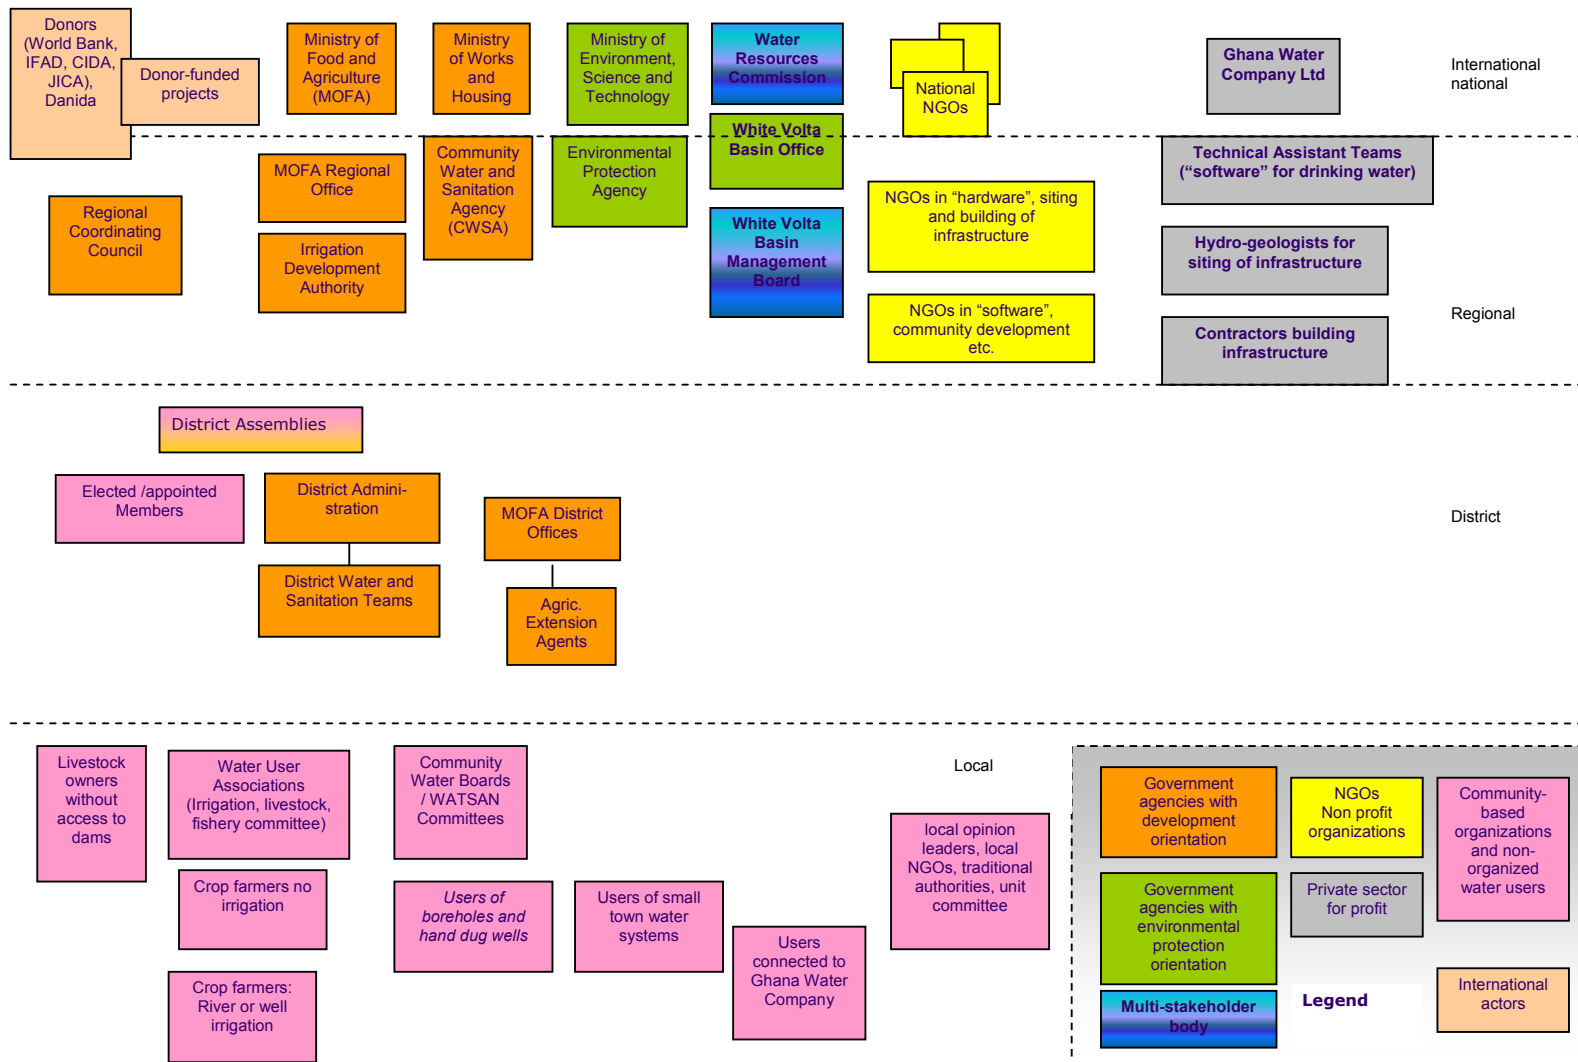 Donors
(World Bank,
IFAD, CIDA,
JICA),
Danida
Donor-funded
projects
Ministry of
Food and
Agriculture
(MOFA)
Ministry
of Works
and
Housing
Ministry of
Environment,
Science and
Technology
Water
Resources
Commission
National
NGOs
Ghana Water
Company Ltd
International
national
Regional
Coordinating
Council
MOFA Regional
Office
Irrigation
Development
Authority
Community
Water and
Sanitation
Agency
(CWSA)
Environmental
Protection
Agency
White Volta
Basin Office
White Volta
Basin
Management
Board
NGOs in “hardware”, siting
and building of
infrastructure
NGOs in “software”,
community development
etc.
Technical Assistant Teams
(“software” for drinking water)
Hydro-geologists for
siting of infrastructure
Contractors building
infrastructure
Regional
District Assemblies
Elected /appointed
Members
District Admini-
stration
District Water and
Sanitation Teams
MOFA District
Offices
Agric.
Extension
Agents
District
Livestock
owners
without
access to
dams
Water User
Associations
(Irrigation, livestock,
fishery committee)
Crop farmers no
irrigation
Crop farmers:
River or well
irrigation
Community
Water Boards
/ WATSAN
Committees
Users of
boreholes and
hand dug wells
Users of small
town water
systems
Users
connected to
Ghana Water
Company
local opinion
leaders, local
NGOs, traditional
authorities, unit
committee
Local
Government
agencies with
development
orientation
NGOs
Non profit
organizations
Community-
based
organizations
and non-
organized
water users
Government
agencies with
environmental
protection
orientation
Private sector
for profit
Multi-stakeholder
body
Legend
International
actors